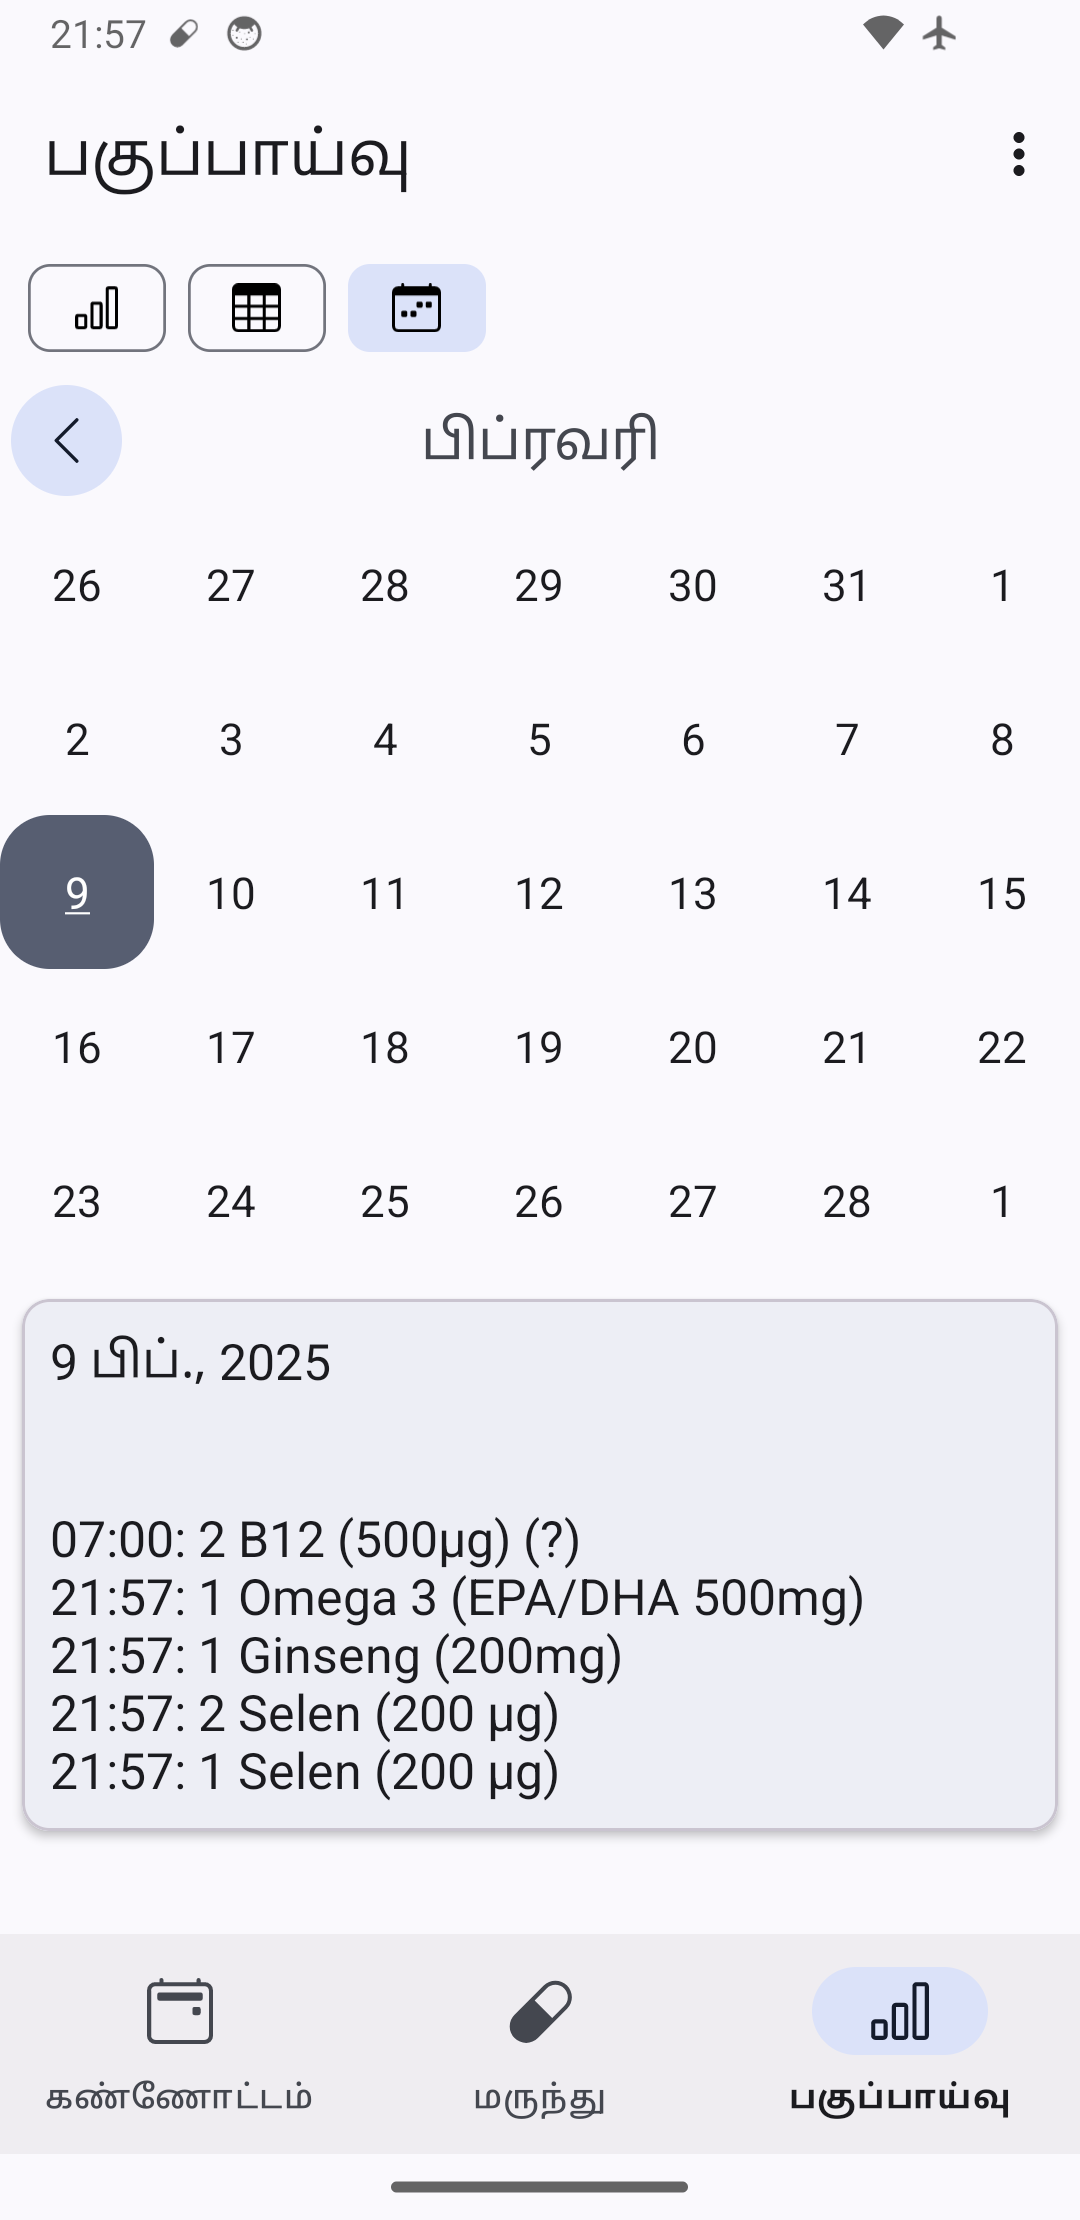 21:57
பகுப்பாய்வு
பிப்ரவரி
26 27 28 29 30 31 1
2 3 4 5 6 7 8
9 10 11 12 13 14 15
16 17 18 19 20 21 22
23 24 25 26 27 28 1
9 பிப்., 2025
07:00: 2 B12 (500µg) (?)
21:57: 1 Omega 3 (EPA/DHA 500mg)
21:57: 1 Ginseng (200mg)
21:57: 2 Selen (200 µg)
21:57: 1 Selen (200 µg)
கண்ணோட்டம் மருந்து பகுப்பாய்வு